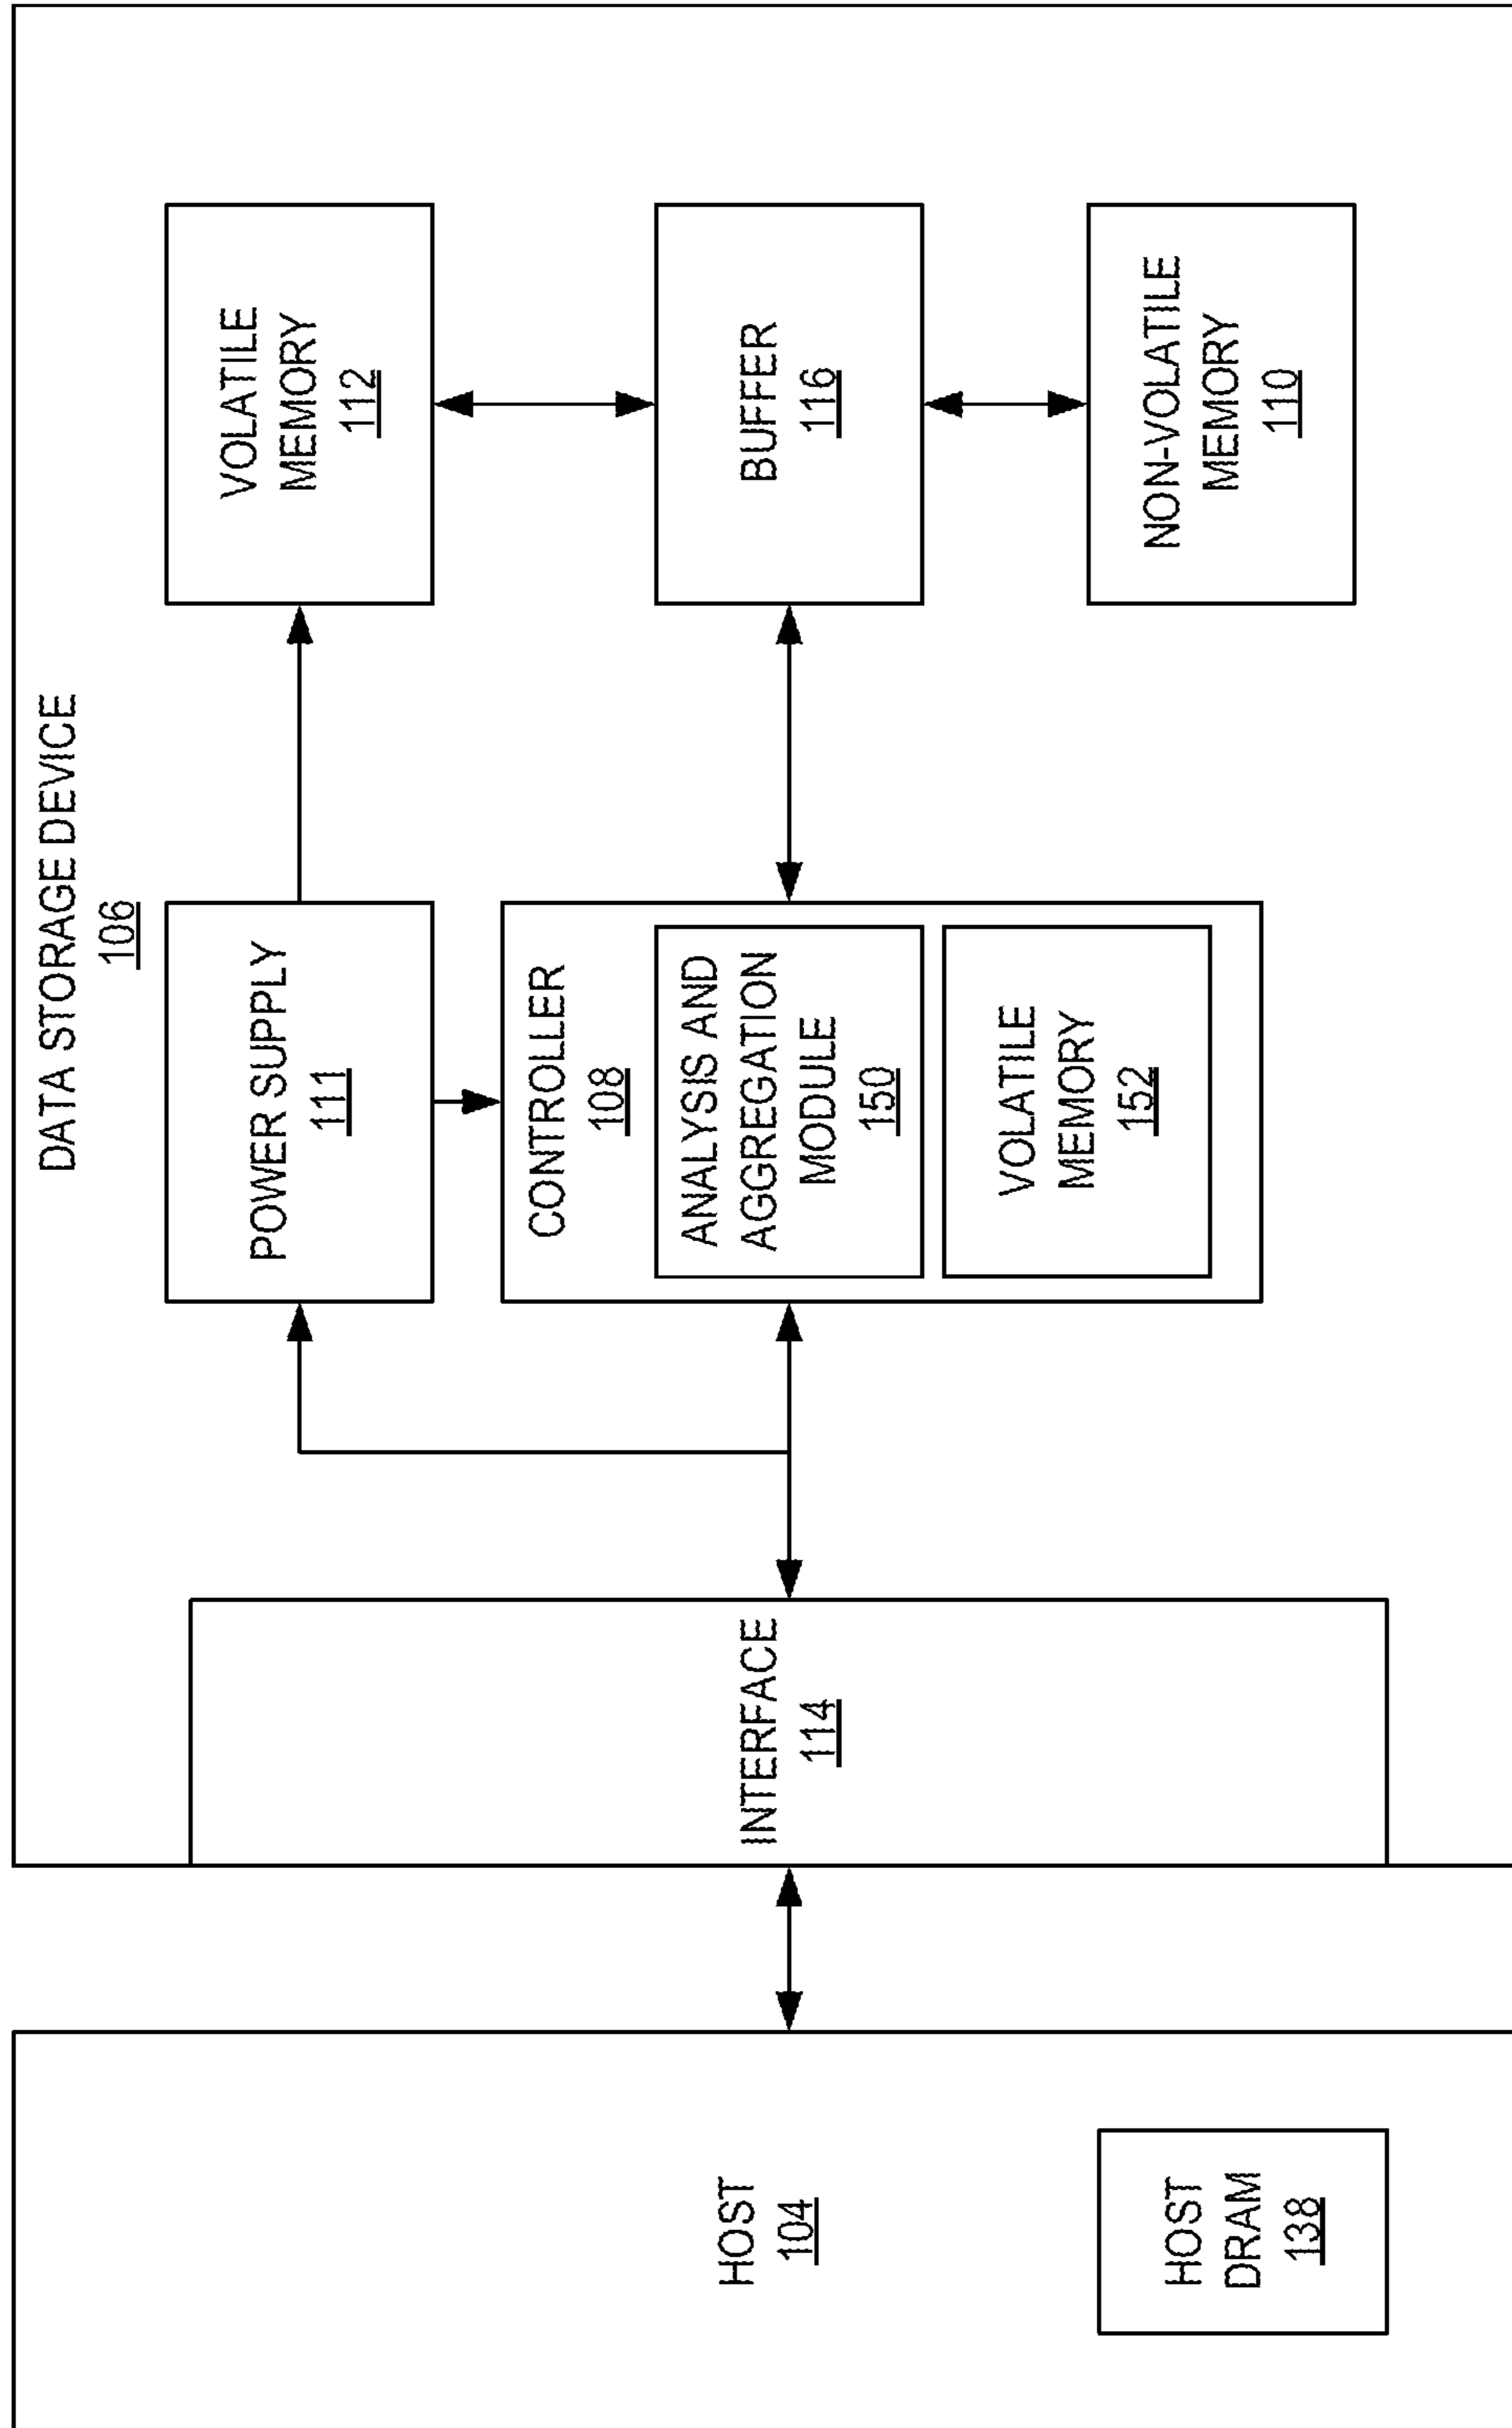 DATA STORAGE DEVICE
106
HOST
104
HOST
DRAM
138
INTERFACE
114
POWER SUPPLY
111
CONTROLLER
108
ANALYSIS AND
AGGREGATION
MODULE
150
VOLATILE
MEMORY
152
VOLATILE
MEMORY
112
BUFFER
116
NON-VOLATILE
MEMORY
110